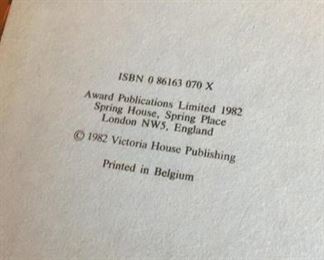 ISBN 0 86163 070 X
Award Publications Limited 1982
Spring House, Spring Place
London NW5, England
© 1982 Victoria House Publishing
Printed in Belgium